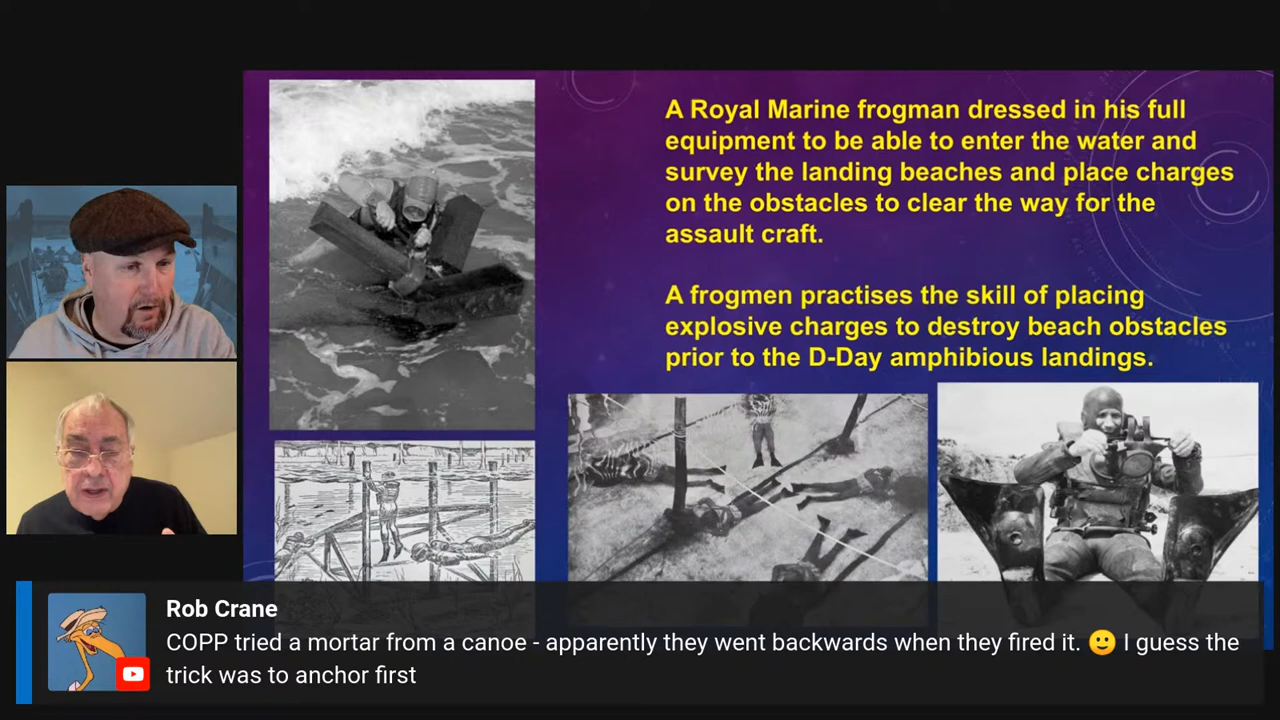 A Royal Marine frogman dressed in his full
equipment to be able to enter the water and
survey the landing beaches and place charges
on the obstacles to clear the way for the
assault craft.
A frogmen practises the skill of placing
explosive charges to destroy beach obstacles
prior to the D-Day amphibious landings.
Rob Crane
COPP tried a mortar from a canoe - apparently they went backwards when they fired it. 🙂 I guess the
trick was to anchor first